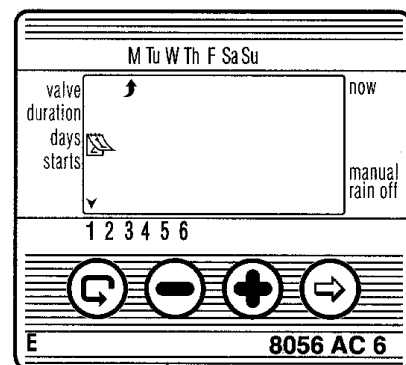 M Tu W Th F Sa Su
valve
duration
days
starts
now
manual
rain off
1 2 3 4 5 6
E
8056 AC 6